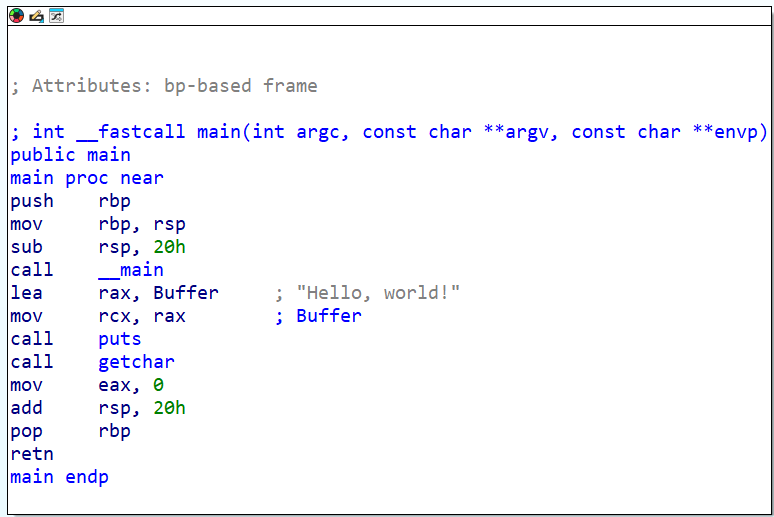 ; Attributes: bp-based frame
; int __fastcall main(int argc, const char **argv, const char **envp)
public main
main proc near
push    rbp
mov     rbp, rsp
sub     rsp, 20h
call    __main
lea     rax, Buffer     ; "Hello, world!"
mov     rcx, rax        ; Buffer
call    puts
call    getchar
mov     eax, 0
add     rsp, 20h
pop     rbp
retn
main endp